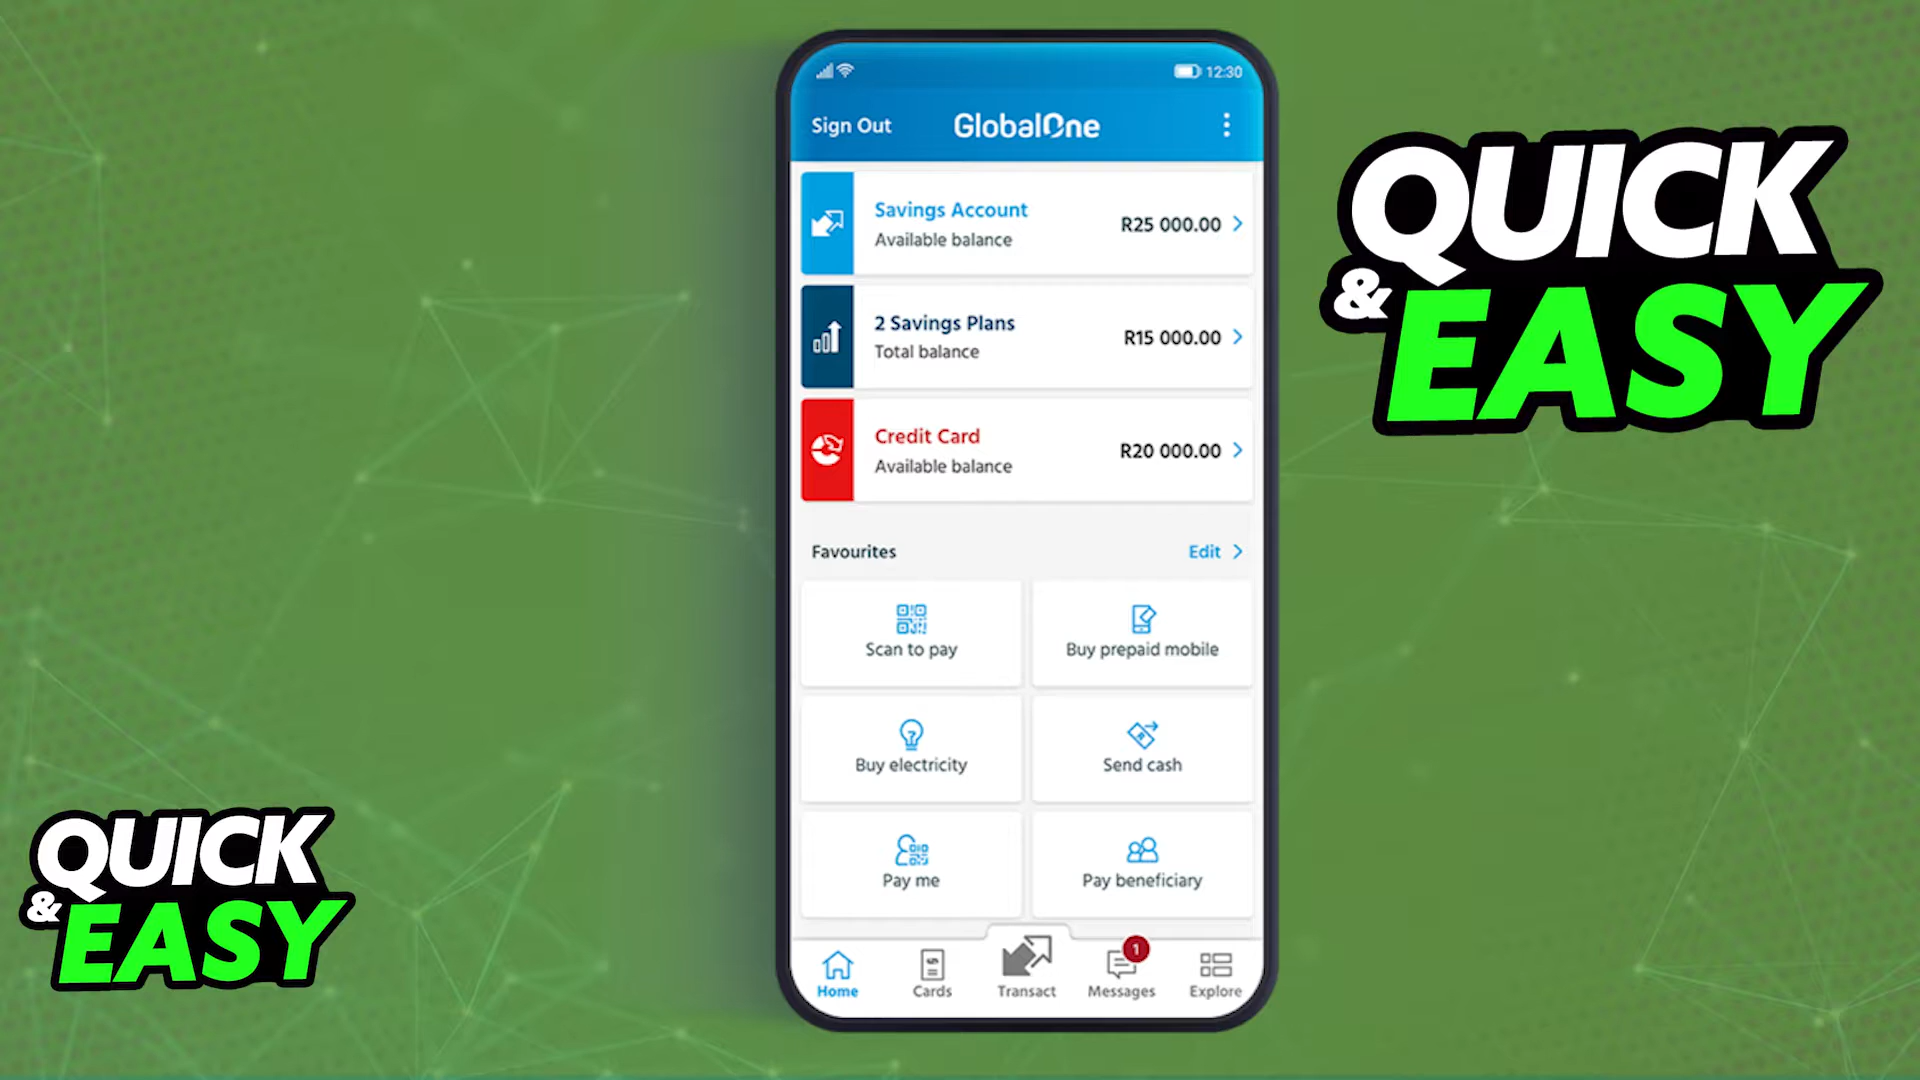 12:30
Sign Out
GlobalOne
Savings Account
Available balance
R25 000.00
2 Savings Plans
Total balance
R15 000.00
Credit Card
Available balance
R20 000.00
Favourites
Edit
Scan to pay
Buy prepaid mobile
Buy electricity
Send cash
Pay me
Pay beneficiary
Home
Cards
Transact
1
Messages
Explore
QUICK
& EASY
QUICK
& EASY